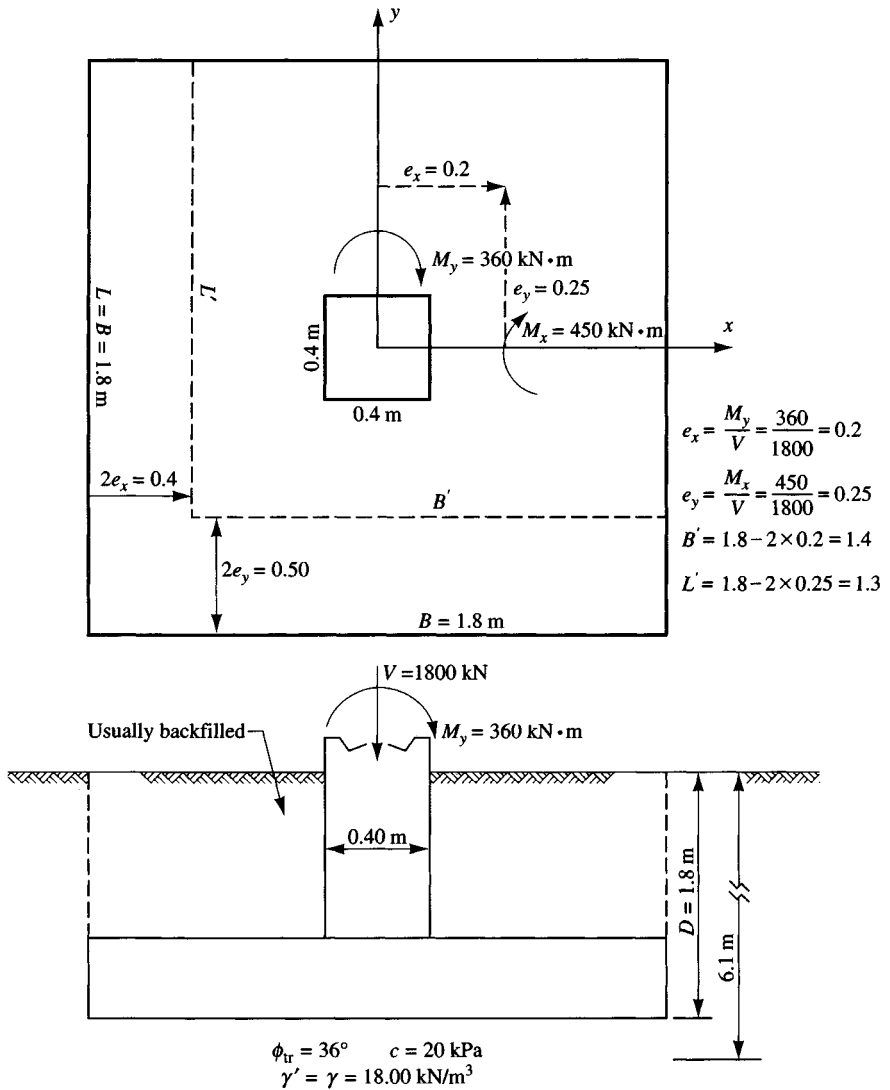 y
e_x = 0.2
M_y = 360 kN•m
e_y = 0.25
M_x = 450 kN•m
x
L = B = 1.8 m
L'
0.4 m
0.4 m
e_x = M_y/V = 360/1800 = 0.2
2e_x = 0.4
B'
e_y = M_x/V = 450/1800 = 0.25
B' = 1.8 − 2 × 0.2 = 1.4
2e_y = 0.50
L' = 1.8 − 2 × 0.25 = 1.3
B = 1.8 m
V = 1800 kN
Usually backfilled
M_y = 360 kN•m
0.40 m
D = 1.8 m
6.1 m
ϕ_tr = 36° c = 20 kPa
γ' = γ = 18.00 kN/m³